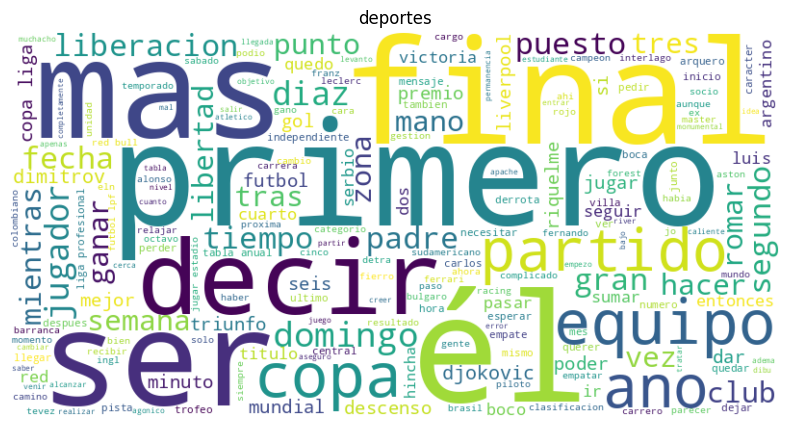 deportes
mas
final
primero
decir
ser
él
partido
equipo
copa
ano
club
hacer
gran
vez
liberacion
punto
puesto
tres
diaz
mano
premio
victoria
liverpool
si
argentino
copa liga
quedo
gol
independiente
fecha
dimitrov
libertad
tras
zona
futbol
serbio
dos
riquelme
jugar
seguir
luis
romar
segundo
mientras
jugador
ganar
mejor
semana
triunfo
tiempo
padre
cuarto
seis
domingo
titulo
minuto
mundial
descenso
djokovic
hincha
boco
poder
pasar
sumar
entonces
dar
ir
red
pista
tevez
trofeo
central
barranca
momento
llegar
camino
venir
saber
cambiar
despues
recibir
bien
ingl
alcanzar
realizar
agonico
solo
siempre
juego
aseguro
resultado
ultimo
haber
partir
creer
hora
paso
bulgaro
racing
esperar
empate
error
piloto
brasil
clasificacion
empatar
querer
mismo
gente
ferrari
ahora
fierro
detra
carlos
sudamericano
necesitar
fernando
complicado
empezo
apache
derrota
villa
ver
forest
junto
habia
aston
river
bajo
caliente
jo
numero
mes
mundo
quedar
parecer
dejar
carrero
tratar
adema
dibu
idea
monumental
master
ex
rojo
socio
aunque
inicio
caracter
arquero
interlago
campeon
estudiante
permanencia
ahi
entrar
pedir
cargo
mensaje
tambien
leclerc
franz
cara
gano
objetivo
salir
atletico
mal
levanto
llegada
podio
sabado
temporado
unidad
red bull
apenas
completamente
muchacho
tabla
nivel
cuanto
alonso
octavo
perder
relajar
proxima
categorio
cinco
tabla anual
jugar estadio
liga profesional
futbol lpf
eln
cerca
colombiano
carrera
cambio
gestion
boca